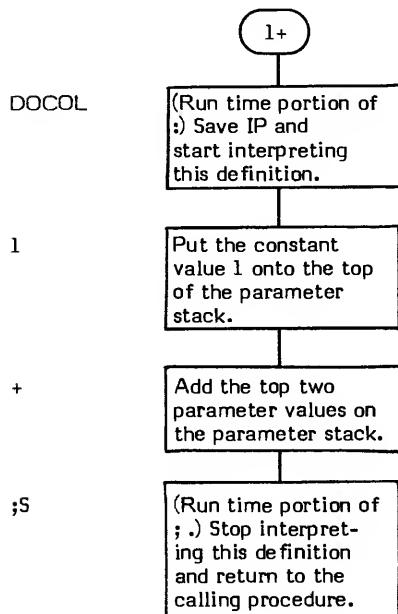 1+
DOCOL
(Run time portion of
:) Save IP and
start interpreting
this definition.
1
Put the constant
value 1 onto the top
of the parameter
stack.
+
Add the top two
parameter values on
the parameter stack.
;S
(Run time portion of
; .) Stop interpret-
ing this definition
and return to the
calling procedure.